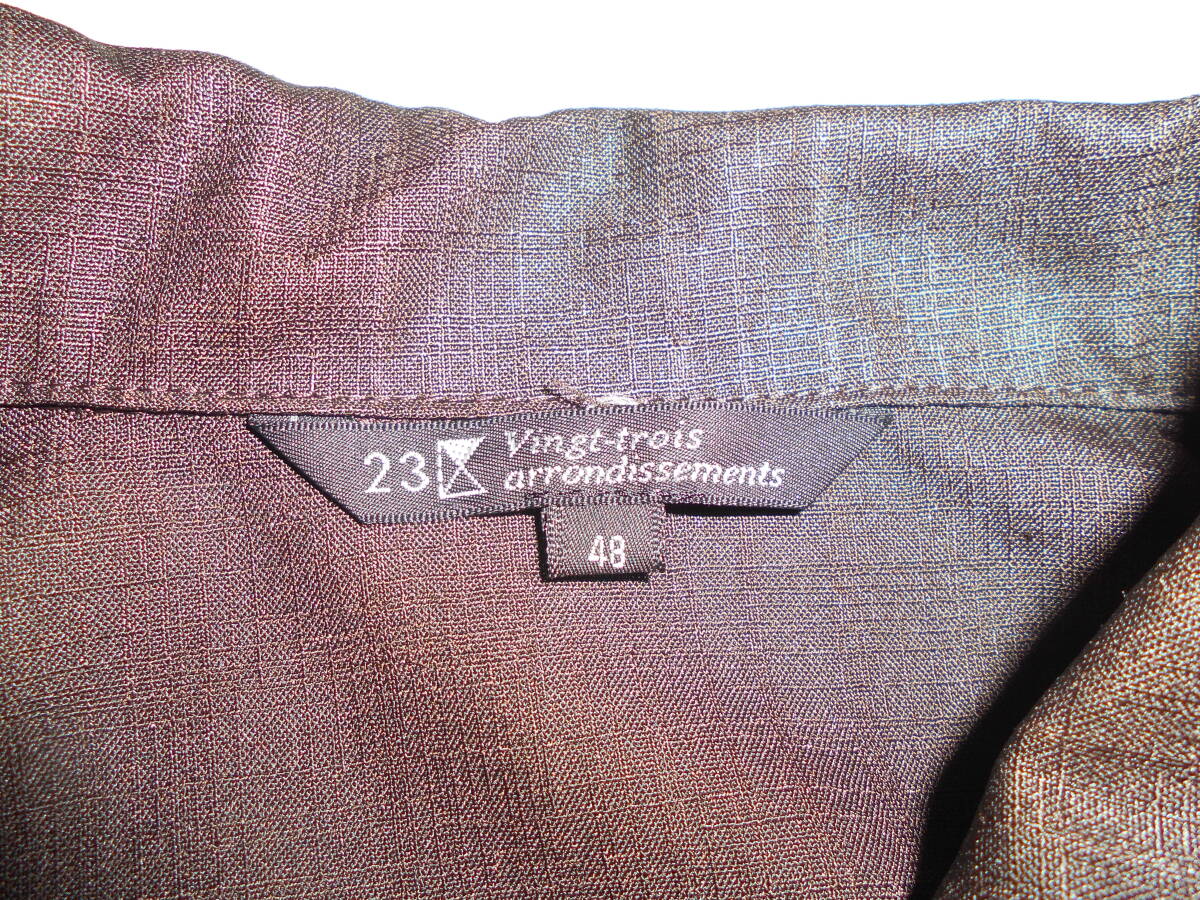 23 Vingt-trois
arrondissements
48